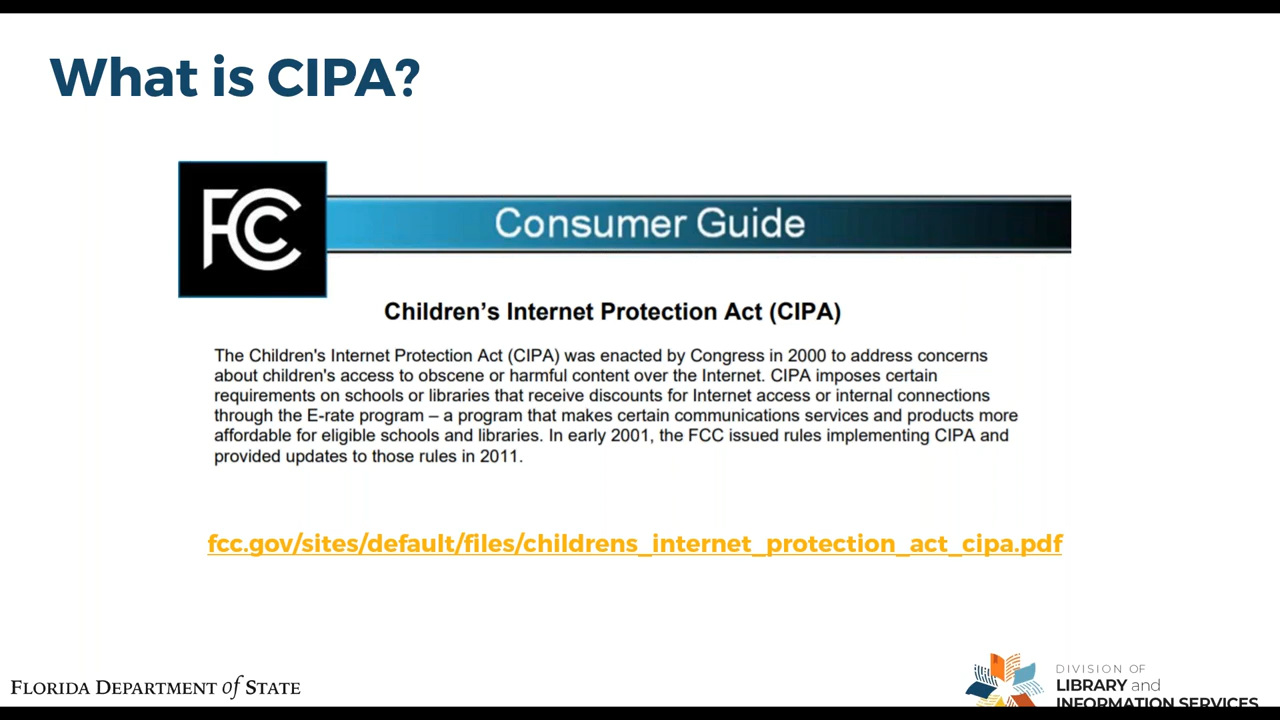 What is CIPA?
FCC
Consumer Guide
Children's Internet Protection Act (CIPA)
The Children's Internet Protection Act (CIPA) was enacted by Congress in 2000 to address concerns
about children's access to obscene or harmful content over the Internet. CIPA imposes certain
requirements on schools or libraries that receive discounts for Internet access or internal connections
through the E-rate program – a program that makes certain communications services and products more
affordable for eligible schools and libraries. In early 2001, the FCC issued rules implementing CIPA and
provided updates to those rules in 2011.
fcc.gov/sites/default/files/childrens_internet_protection_act_cipa.pdf
FLORIDA DEPARTMENT of STATE
DIVISION OF
LIBRARY and
INFORMATION SERVICES